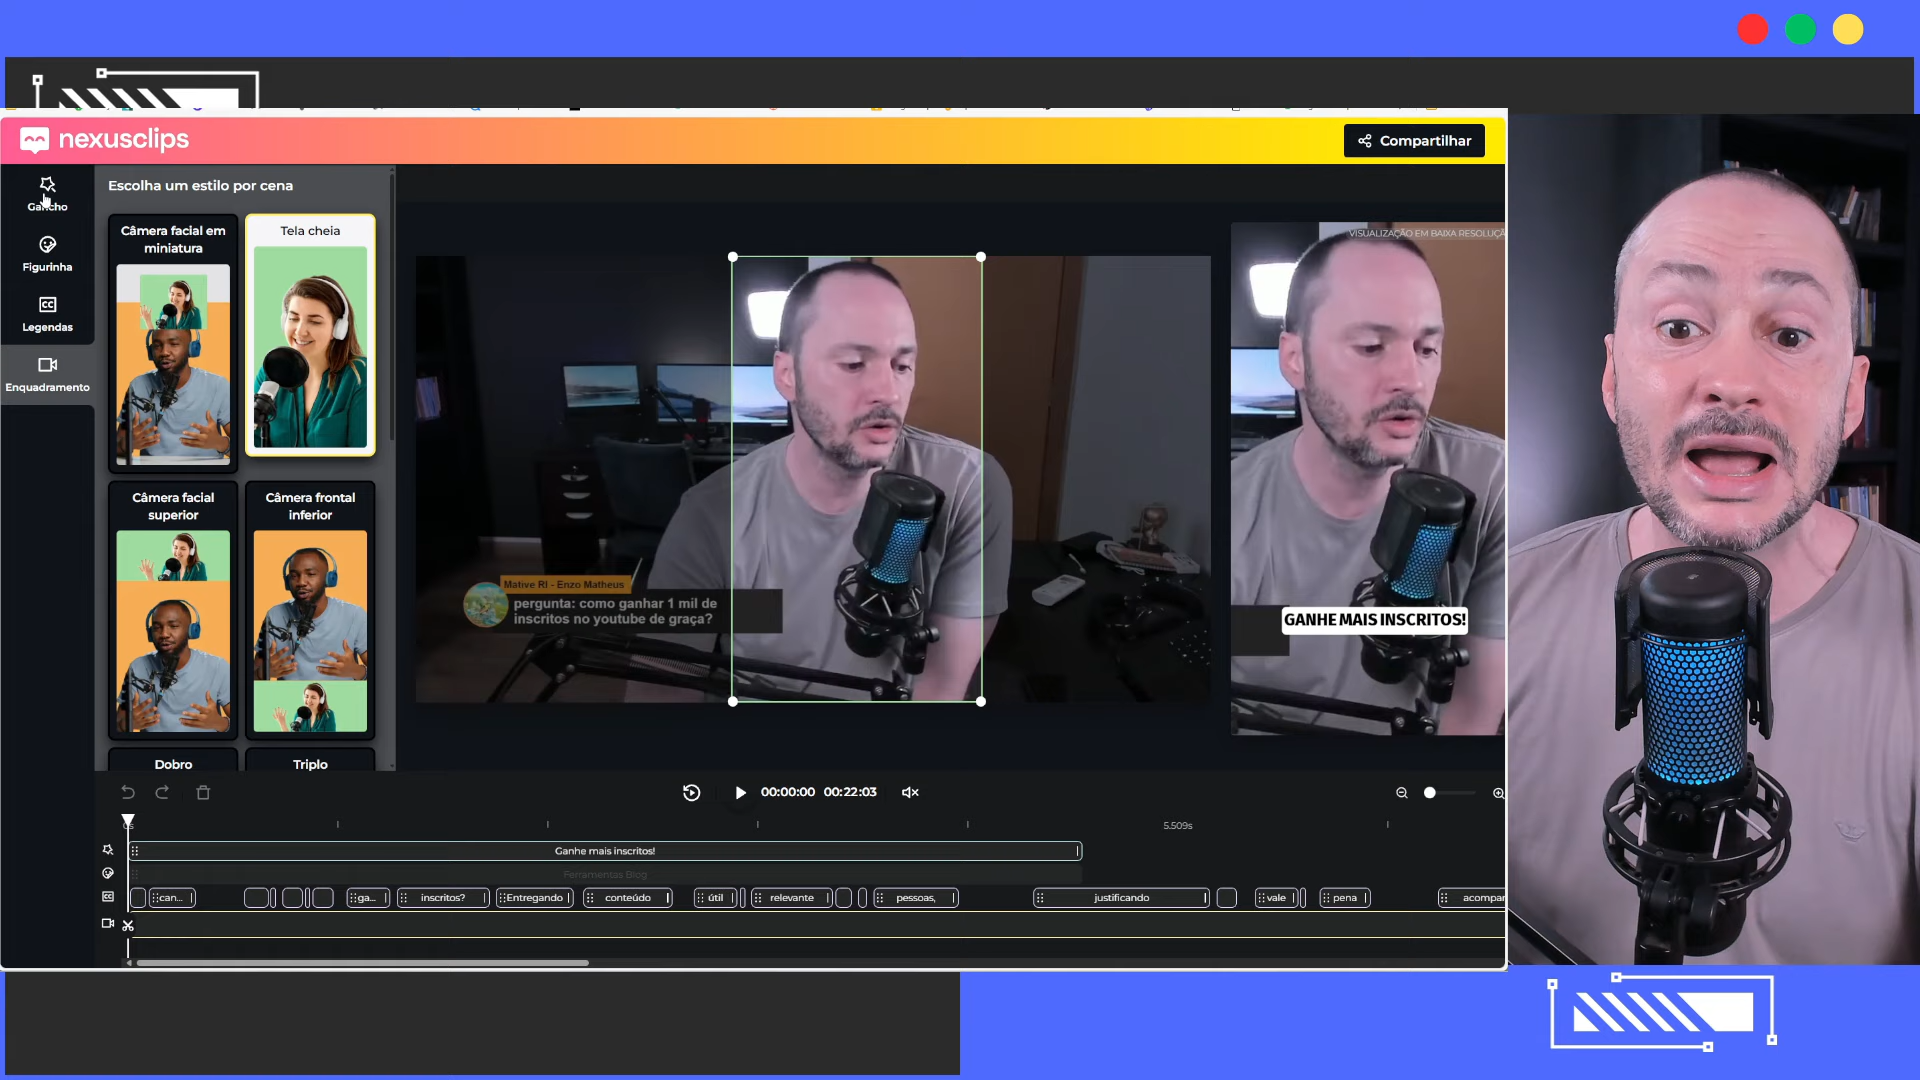 nexusclips
Compartilhar
Gancho
Figurinha
Legendas
Enquadramento
Escolha um estilo por cena
Câmera facial em
miniatura
Tela cheia
Câmera facial
superior
Câmera frontal
inferior
Dobro
Triplo
Mative RI - Enzo Matheus
pergunta: como ganhar 1 mil de
inscritos no youtube de graça?
VISUALIZAÇÃO EM BAIXA RESOLUÇÃ
GANHE MAIS INSCRITOS!
00:00:00 00:22:03
0s
5.509s
Ganhe mais inscritos!
Ferramentas Blog
can... ga... inscritos? Entregando conteúdo útil relevante pessoas, justificando vale pena acompar